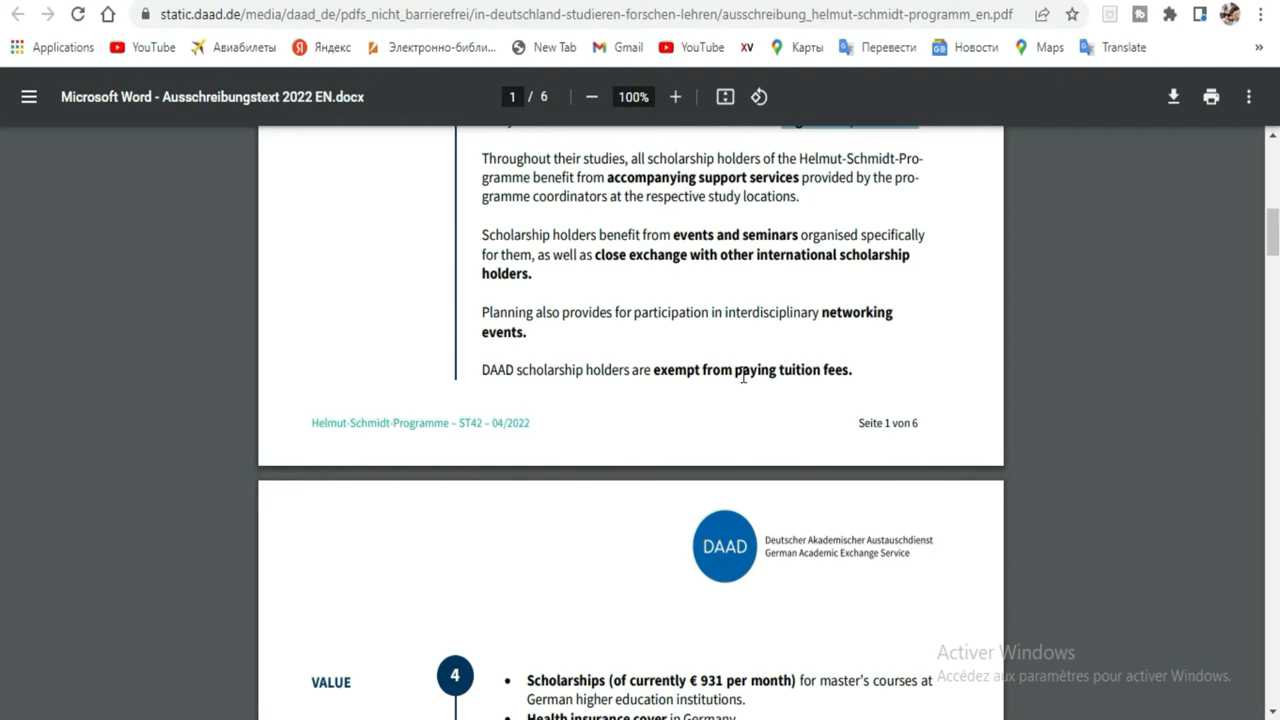 static.daad.de/media/daad_de/pdfs_nicht_barrierefrei/in-deutschland-studieren-forschen-lehren/ausschreibung_helmut-schmidt-programm_en.pdf
Applications YouTube Авиабилеты Яндекс Электронно-библи... New Tab Gmail YouTube XV Карты Перевести Новости Maps Translate »
Microsoft Word - Ausschreibungstext 2022 EN.docx 1 / 6 — 100% +
Throughout their studies, all scholarship holders of the Helmut-Schmidt-Pro-
gramme benefit from accompanying support services provided by the pro-
gramme coordinators at the respective study locations.
Scholarship holders benefit from events and seminars organised specifically
for them, as well as close exchange with other international scholarship
holders.
Planning also provides for participation in interdisciplinary networking
events.
DAAD scholarship holders are exempt from paying tuition fees.
Helmut-Schmidt-Programme – ST42 – 04/2022 Seite 1 von 6
DAAD
Deutscher Akademischer Austauschdienst
German Academic Exchange Service
Activer Windows
Accédez aux paramètres pour activer Windows.
VALUE
4
• Scholarships (of currently € 931 per month) for master's courses at
German higher education institutions.
• Health insurance cover in Germany